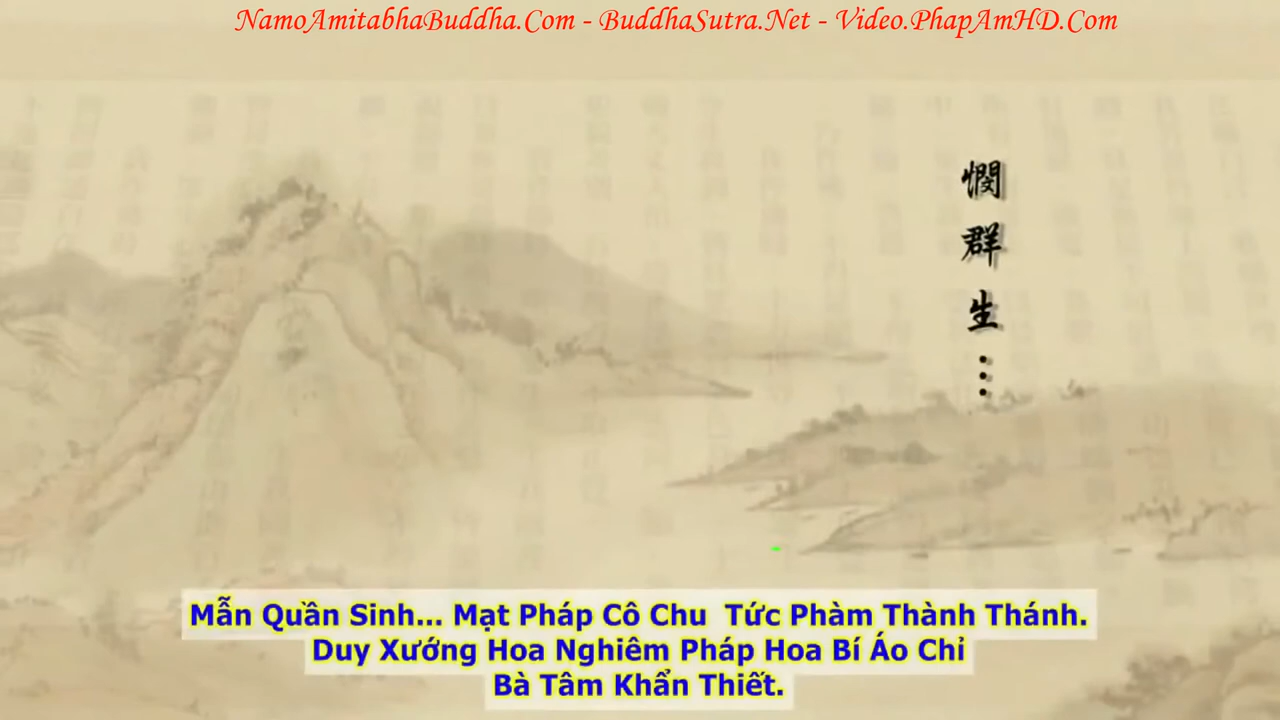 NamoAmitabhaBuddha.Com - BuddhaSutra.Net - Video.PhapAmHD.Com
憫群生…
Mẫn Quần Sinh... Mạt Pháp Cô Chu Tức Phàm Thành Thánh.
Duy Xướng Hoa Nghiêm Pháp Hoa Bí Áo Chỉ
Bà Tâm Khẩn Thiết.